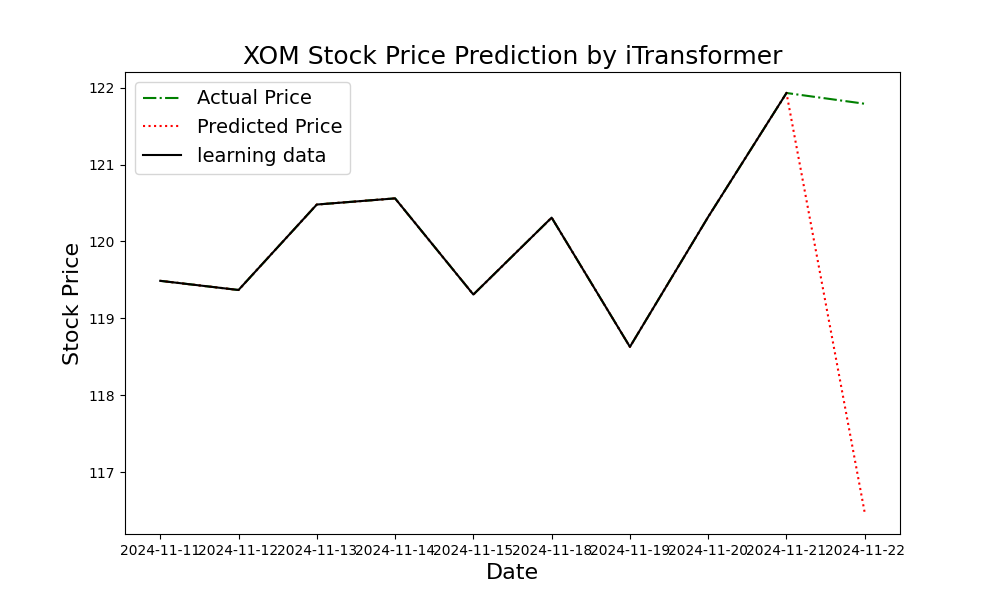 XOM Stock Price Prediction by iTransformer
Actual Price
Predicted Price
learning data
Stock Price
122
121
120
119
118
117
2024-11-11
2024-11-12
2024-11-13
2024-11-14
2024-11-15
2024-11-18
2024-11-19
2024-11-20
2024-11-21
2024-11-22
Date